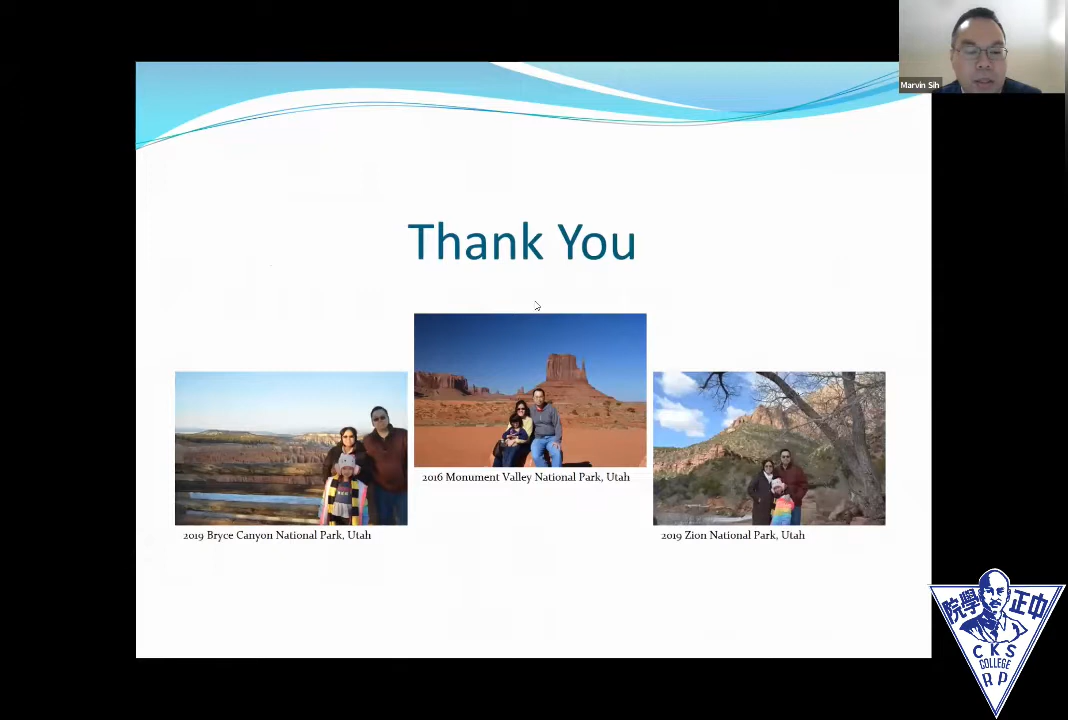 Marvin Sih
Thank You
2016 Monument Valley National Park, Utah
2019 Bryce Canyon National Park, Utah
2019 Zion National Park, Utah
院學 正中
CKS
COLLEGE
RP